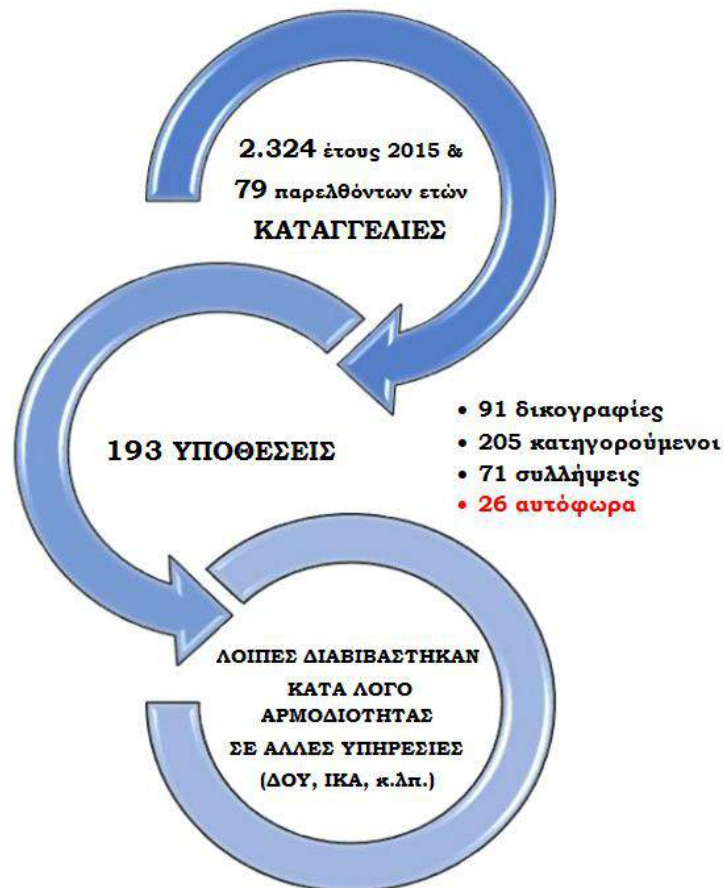 2.324 έτους 2015 &
79 παρελθόντων ετών
ΚΑΤΑΓΓΕΛΙΕΣ
193 ΥΠΟΘΕΣΕΙΣ
• 91 δικογραφίες
• 205 κατηγορούμενοι
• 71 συλλήψεις
• 26 αυτόφωρα
ΛΟΙΠΕΣ ΔΙΑΒΙΒΑΣΤΗΚΑΝ
ΚΑΤΑ ΛΟΓΟ
ΑΡΜΟΔΙΟΤΗΤΑΣ
ΣΕ ΑΛΛΕΣ ΥΠΗΡΕΣΙΕΣ
(ΔΟΥ, ΙΚΑ, κ.λπ.)